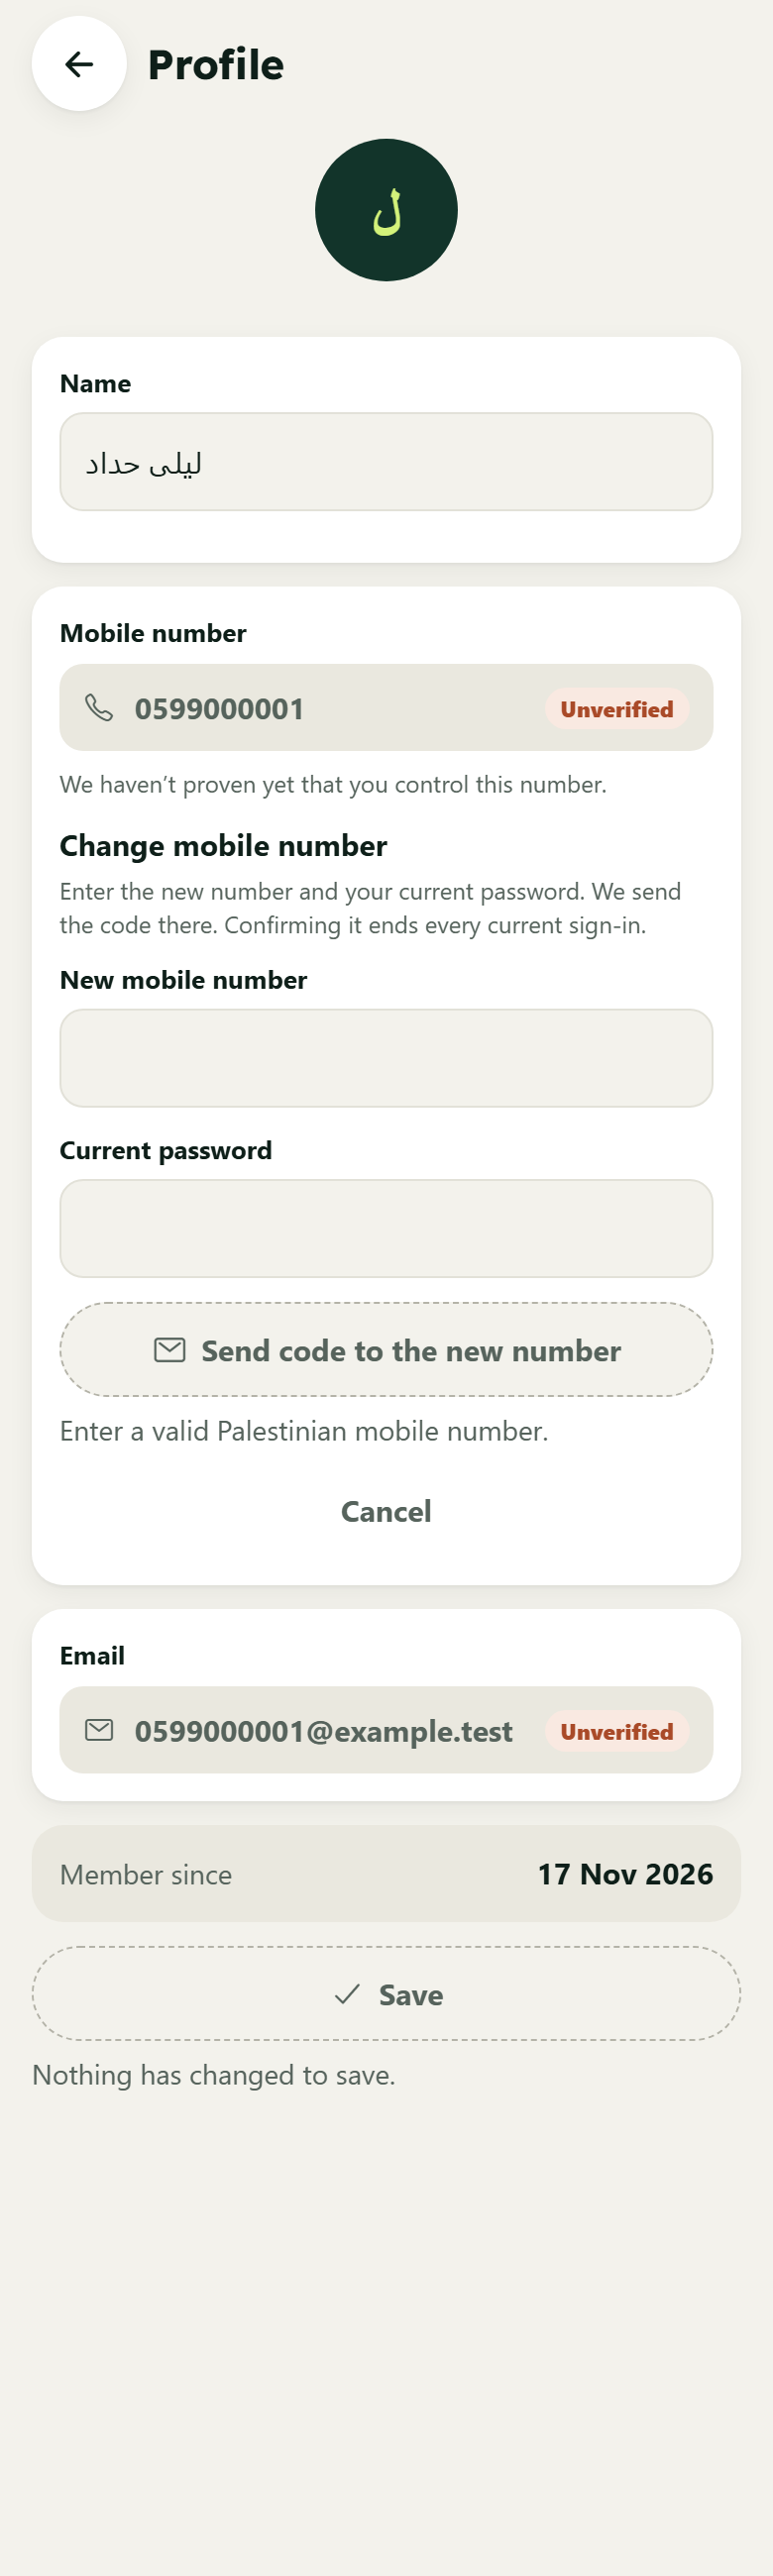 Profile
ل
Name
ليلى حداد
Mobile number
0599000001
Unverified
We haven’t proven yet that you control this number.
Change mobile number
Enter the new number and your current password. We send
the code there. Confirming it ends every current sign-in.
New mobile number
Current password
Send code to the new number
Enter a valid Palestinian mobile number.
Cancel
Email
0599000001@example.test
Unverified
Member since
17 Nov 2026
Save
Nothing has changed to save.